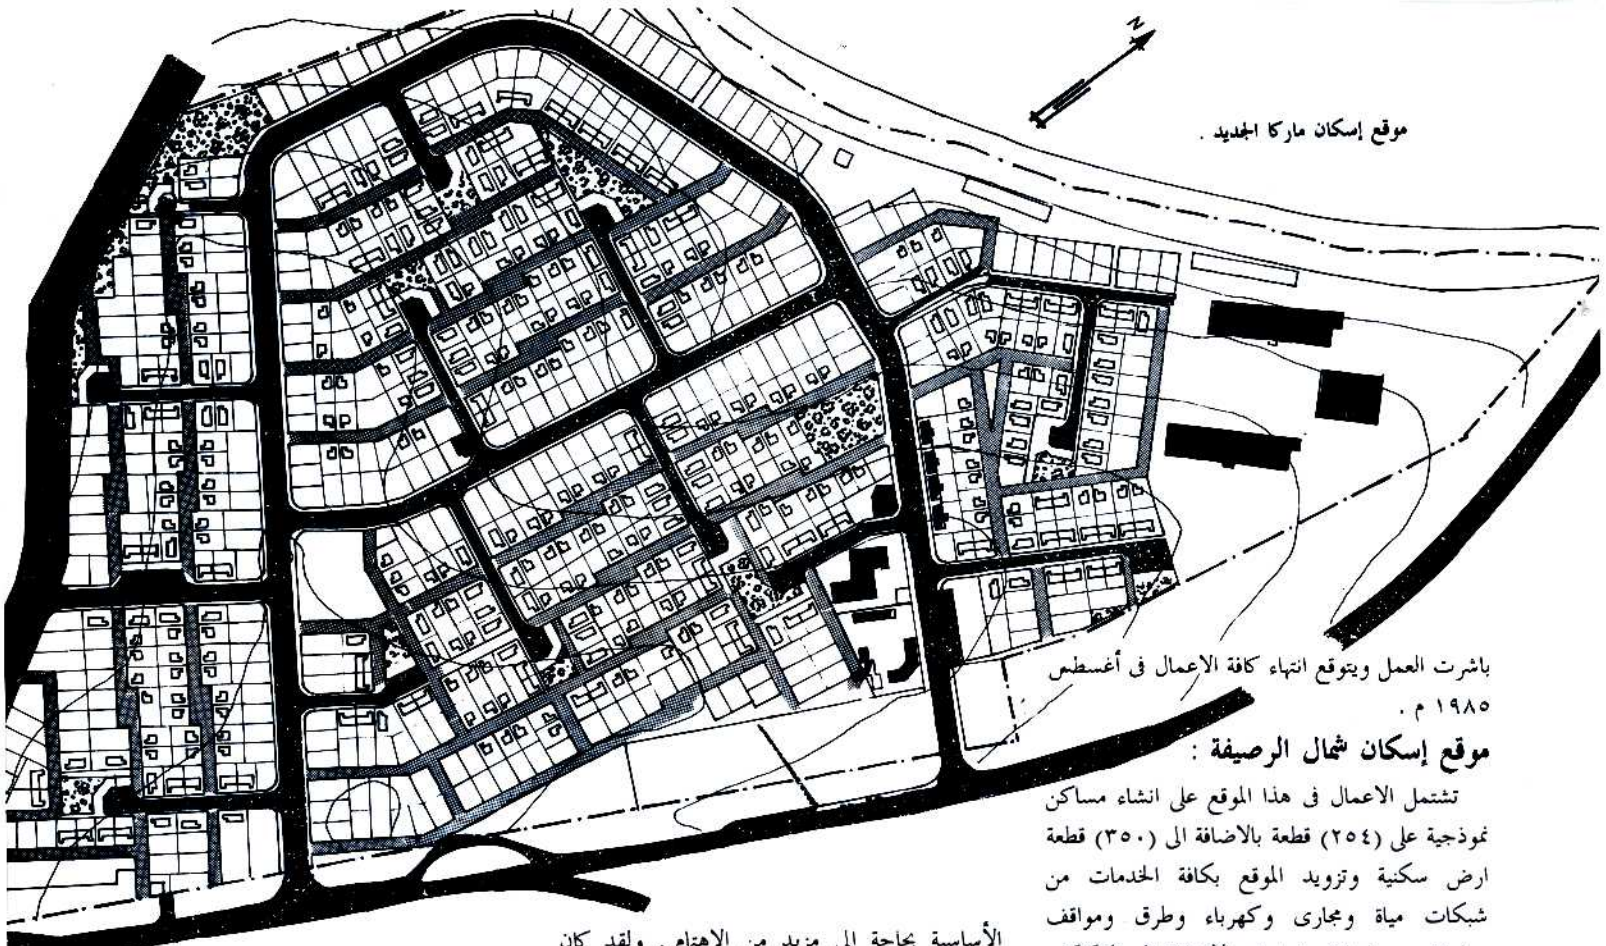 N
موقع إسكان ماركا الجديد .
باشرت العمل ويتوقع انتهاء كافة الاعمال فى أغسطس
١٩٨٥ م .
موقع إسكان شمال الرصيفة :
تشتمل الاعمال فى هذا الموقع على انشاء مساكن
نموذجية على (٢٥٤) قطعة بالاضافة الى (٣٥٠) قطعة
ارض سكنية وتزويد الموقع بكافة الخدمات من
شبكات مياة ومجارى وكهرباء وطرق ومواقف
الأساسية بحاجة الى مزيد من الاهتمام . ولقد كان